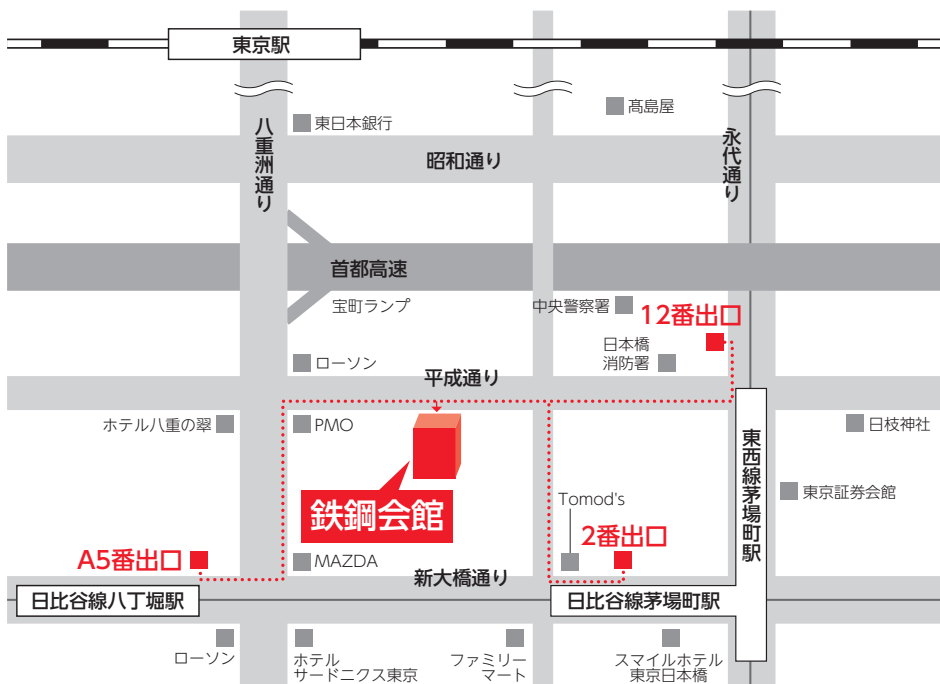 東京駅
髙島屋
東日本銀行
八重洲通り
昭和通り
永代通り
首都高速
宝町ランプ
中央警察署
12番出口
日本橋
消防署
ローソン
平成通り
ホテル八重の翠
PMO
日枝神社
東西線茅場町駅
東京証券会館
鉄鋼会館
Tomod's
2番出口
A5番出口
MAZDA
新大橋通り
日比谷線八丁堀駅
日比谷線茅場町駅
ローソン
ホテル
サードニクス東京
ファミリー
マート
スマイルホテル
東京日本橋